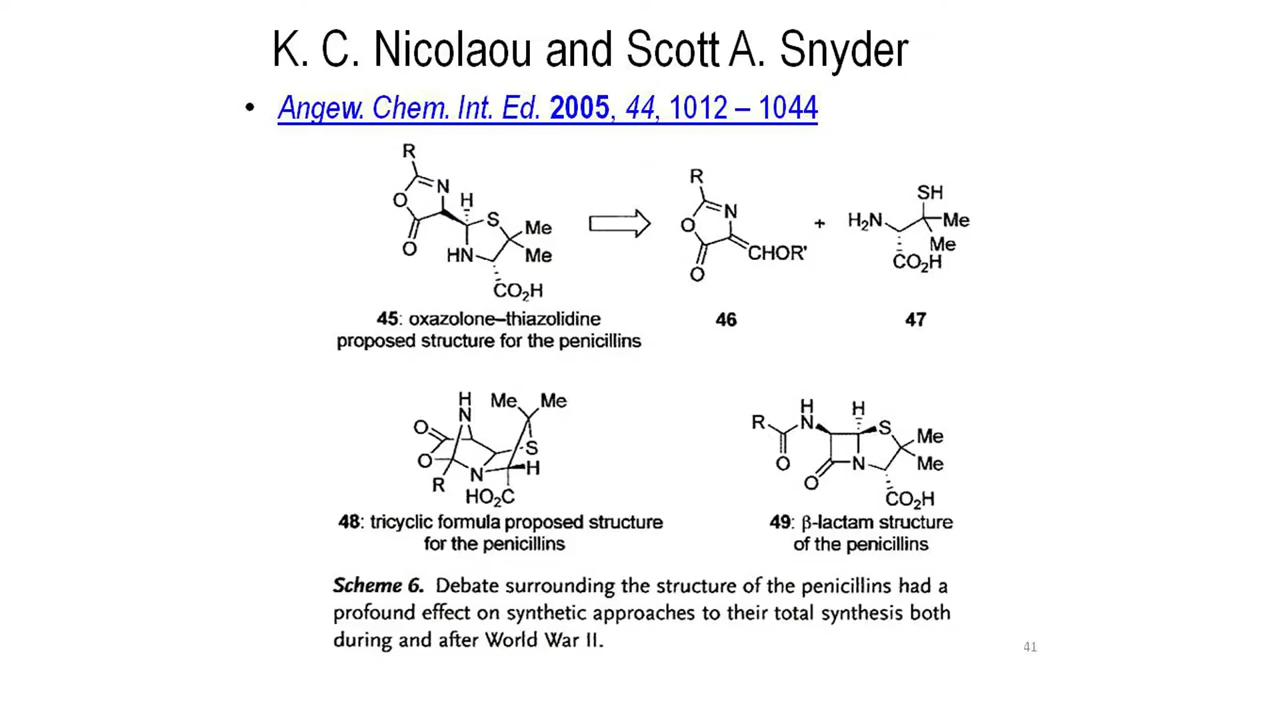 K. C. Nicolaou and Scott A. Snyder
• Angew. Chem. Int. Ed. 2005, 44, 1012 – 1044
R
O
N
H
S
Me
Me
HN
O
CO₂H
45: oxazolone–thiazolidine
proposed structure for the penicillins
R
O
N
O
CHOR'
46
+
SH
H₂N
Me
Me
CO₂H
47
H
N
Me
Me
O
O
S
N
H
R
HO₂C
48: tricyclic formula proposed structure
for the penicillins
R
H
N
H
S
Me
Me
O
N
O
CO₂H
49: β-lactam structure
of the penicillins
Scheme 6. Debate surrounding the structure of the penicillins had a
profound effect on synthetic approaches to their total synthesis both
during and after World War II.
41